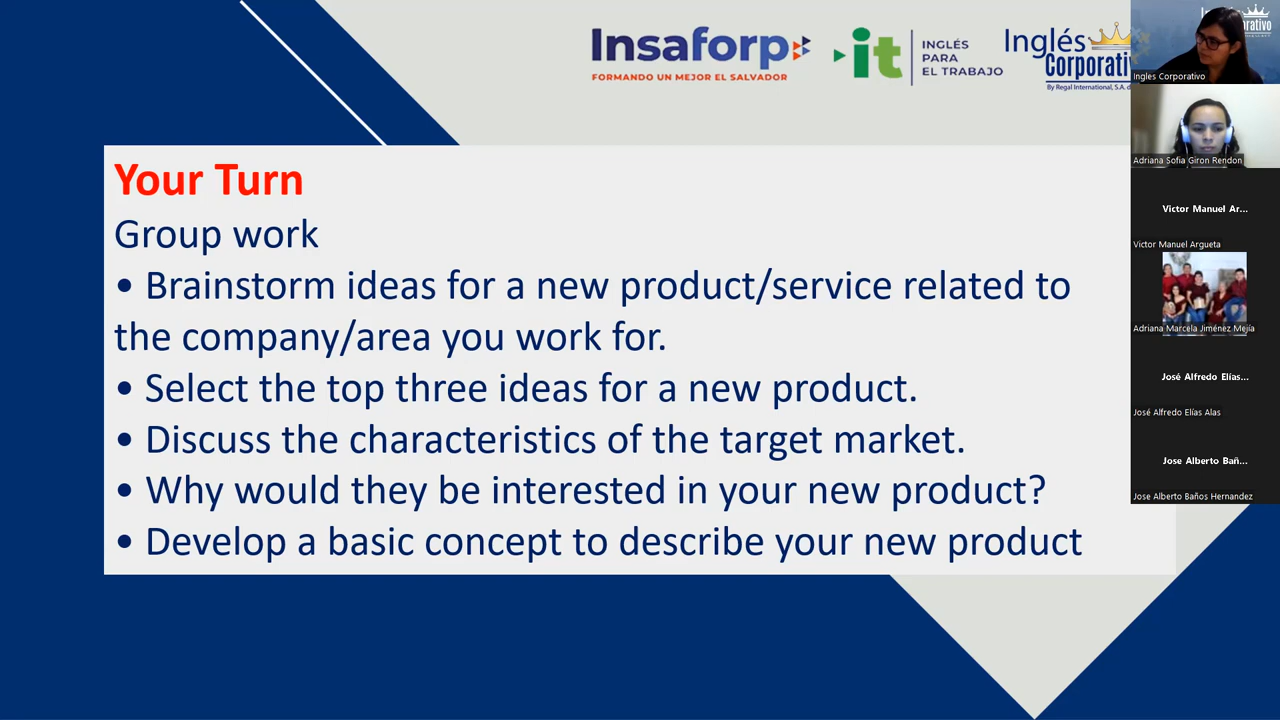 Insaforp
FORMANDO UN MEJOR EL SALVADOR
it
INGLÉS
PARA
EL TRABAJO
Inglés
Corporati
By Regal International, S.A. d
Your Turn
Group work
• Brainstorm ideas for a new product/service related to
the company/area you work for.
• Select the top three ideas for a new product.
• Discuss the characteristics of the target market.
• Why would they be interested in your new product?
• Develop a basic concept to describe your new product
Ingles Corporativo
Adriana Sofia Giron Rendon
Victor Manuel Ar...
Victor Manuel Argueta
Adriana Marcela Jiménez Mejía
José Alfredo Elías...
José Alfredo Elías Alas
Jose Alberto Bañ...
Jose Alberto Baños Hernandez